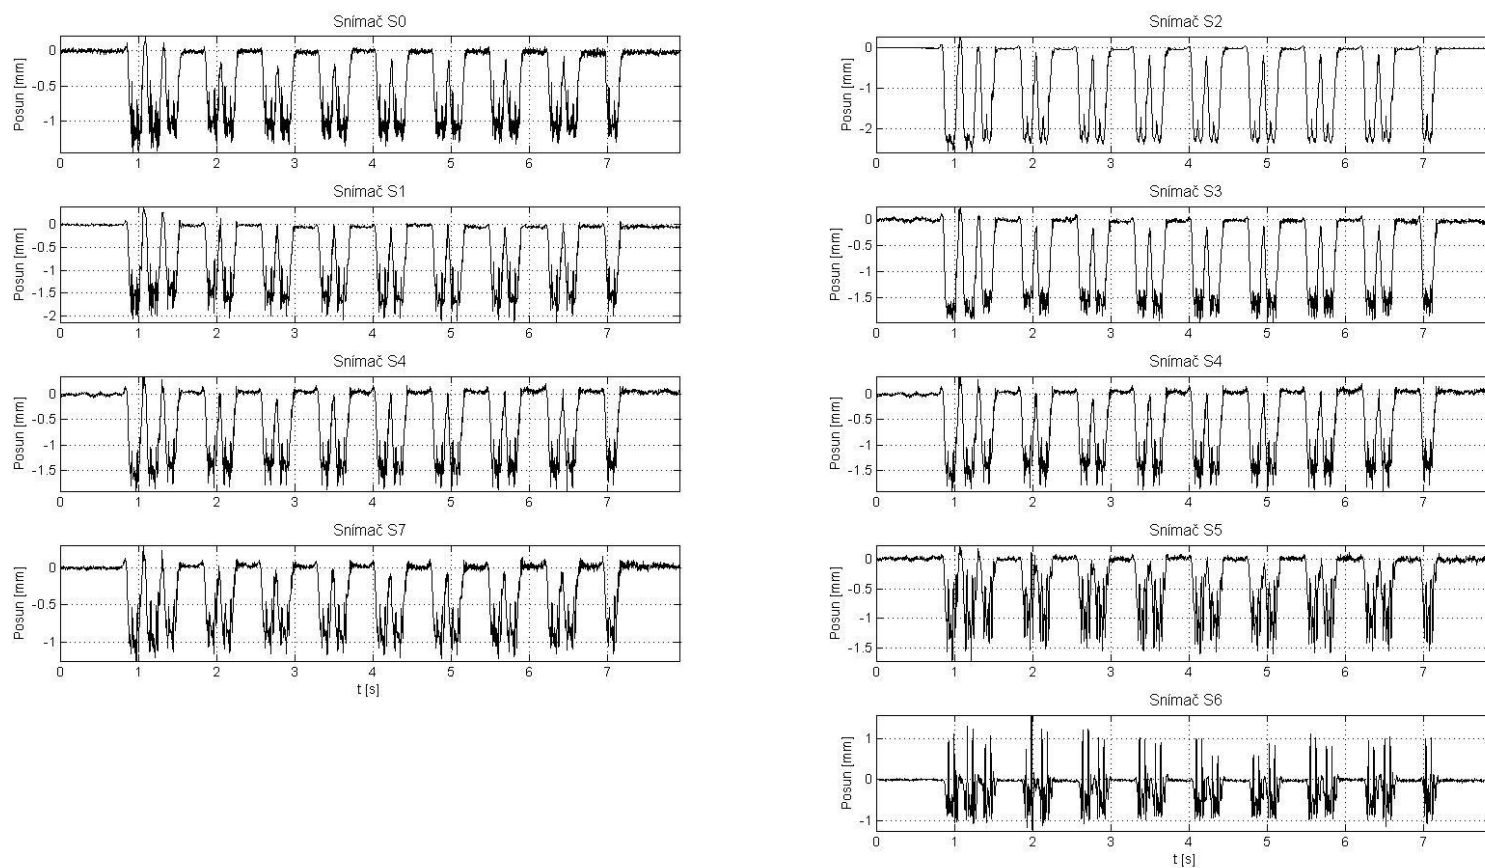 Snímač S0
0
-0.5
-1
Posun [mm]
0 1 2 3 4 5 6 7
Snímač S1
0
-0.5
-1
-1.5
-2
Posun [mm]
0 1 2 3 4 5 6 7
Snímač S4
0
-0.5
-1
-1.5
Posun [mm]
0 1 2 3 4 5 6 7
Snímač S7
0
-0.5
-1
Posun [mm]
0 1 2 3 4 5 6 7
t [s]
Snímač S2
0
-1
-2
Posun [mm]
0 1 2 3 4 5 6 7
Snímač S3
0
-0.5
-1
-1.5
Posun [mm]
0 1 2 3 4 5 6 7
Snímač S4
0
-0.5
-1
-1.5
Posun [mm]
0 1 2 3 4 5 6 7
Snímač S5
0
-0.5
-1
-1.5
Posun [mm]
0 1 2 3 4 5 6 7
Snímač S6
1
0
-1
Posun [mm]
0 1 2 3 4 5 6 7
t [s]